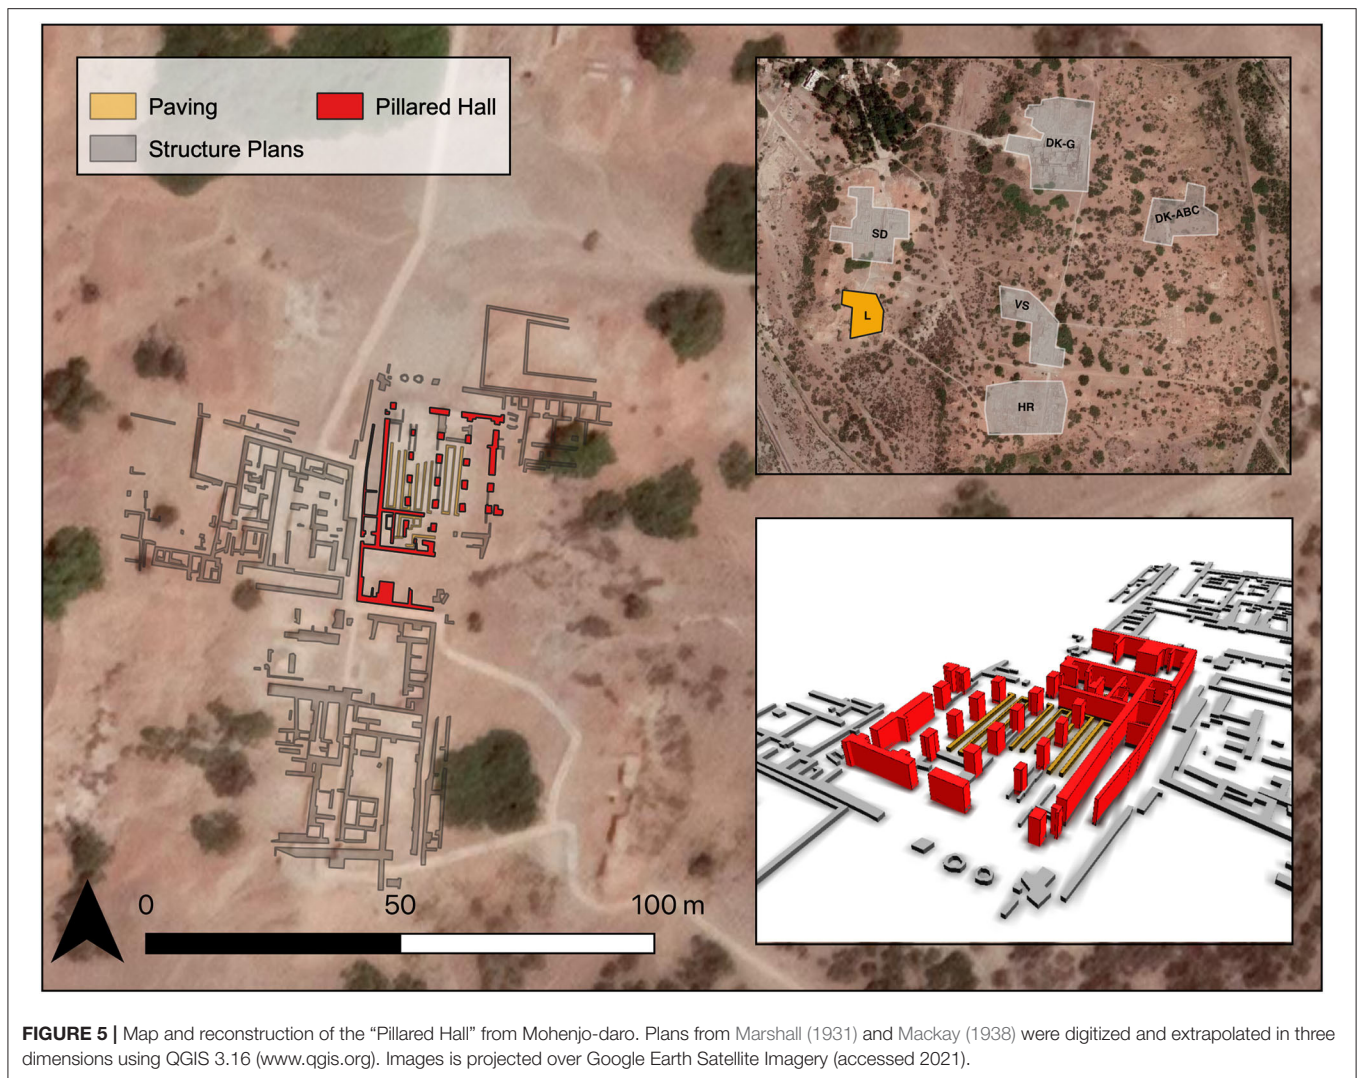 Paving
Pillared Hall
Structure Plans
DK-G
DK-ABC
SD
L
VS
HR
0 50 100 m
FIGURE 5 | Map and reconstruction of the “Pillared Hall” from Mohenjo-daro. Plans from Marshall (1931) and Mackay (1938) were digitized and extrapolated in three
dimensions using QGIS 3.16 (www.qgis.org). Images is projected over Google Earth Satellite Imagery (accessed 2021).